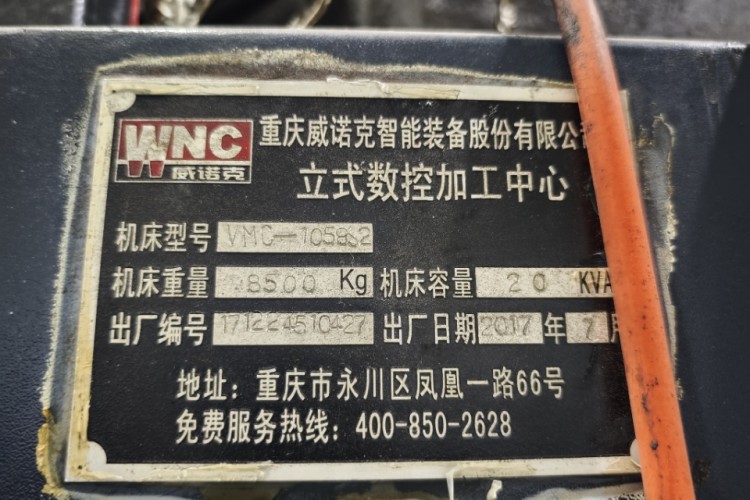 WNC
威诺克
重庆威诺克智能装备股份有限公司
立式数控加工中心
机床型号 VMC-1058S2
机床重量 8500 Kg 机床容量 20 KVA
出厂编号 171224510427 出厂日期 2017 年 7 月
地址：重庆市永川区凤凰一路66号
免费服务热线：400-850-2628